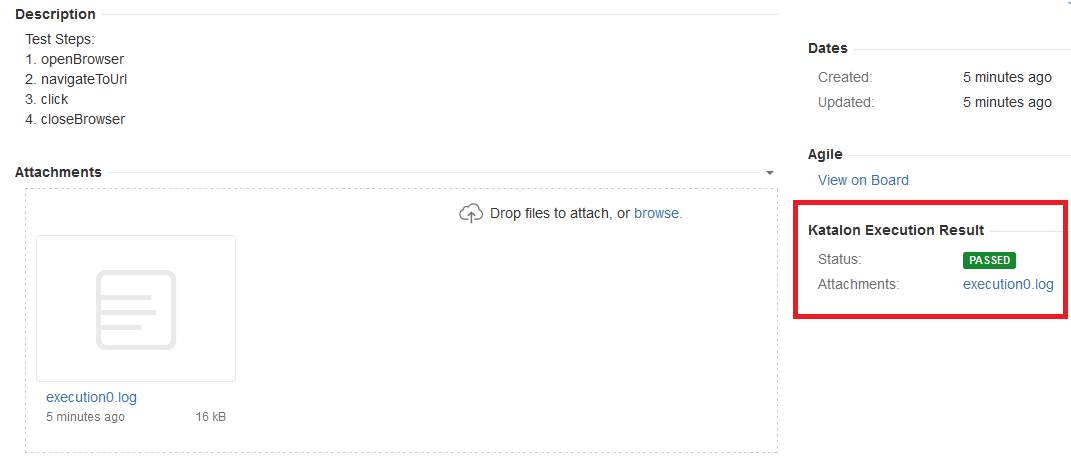 Description
Test Steps:
1. openBrowser
2. navigateToUrl
3. click
4. closeBrowser
Attachments
Drop files to attach, or browse.
execution0.log
5 minutes ago 16 kB
Dates
Created: 5 minutes ago
Updated: 5 minutes ago
Agile
View on Board
Katalon Execution Result
Status: PASSED
Attachments: execution0.log